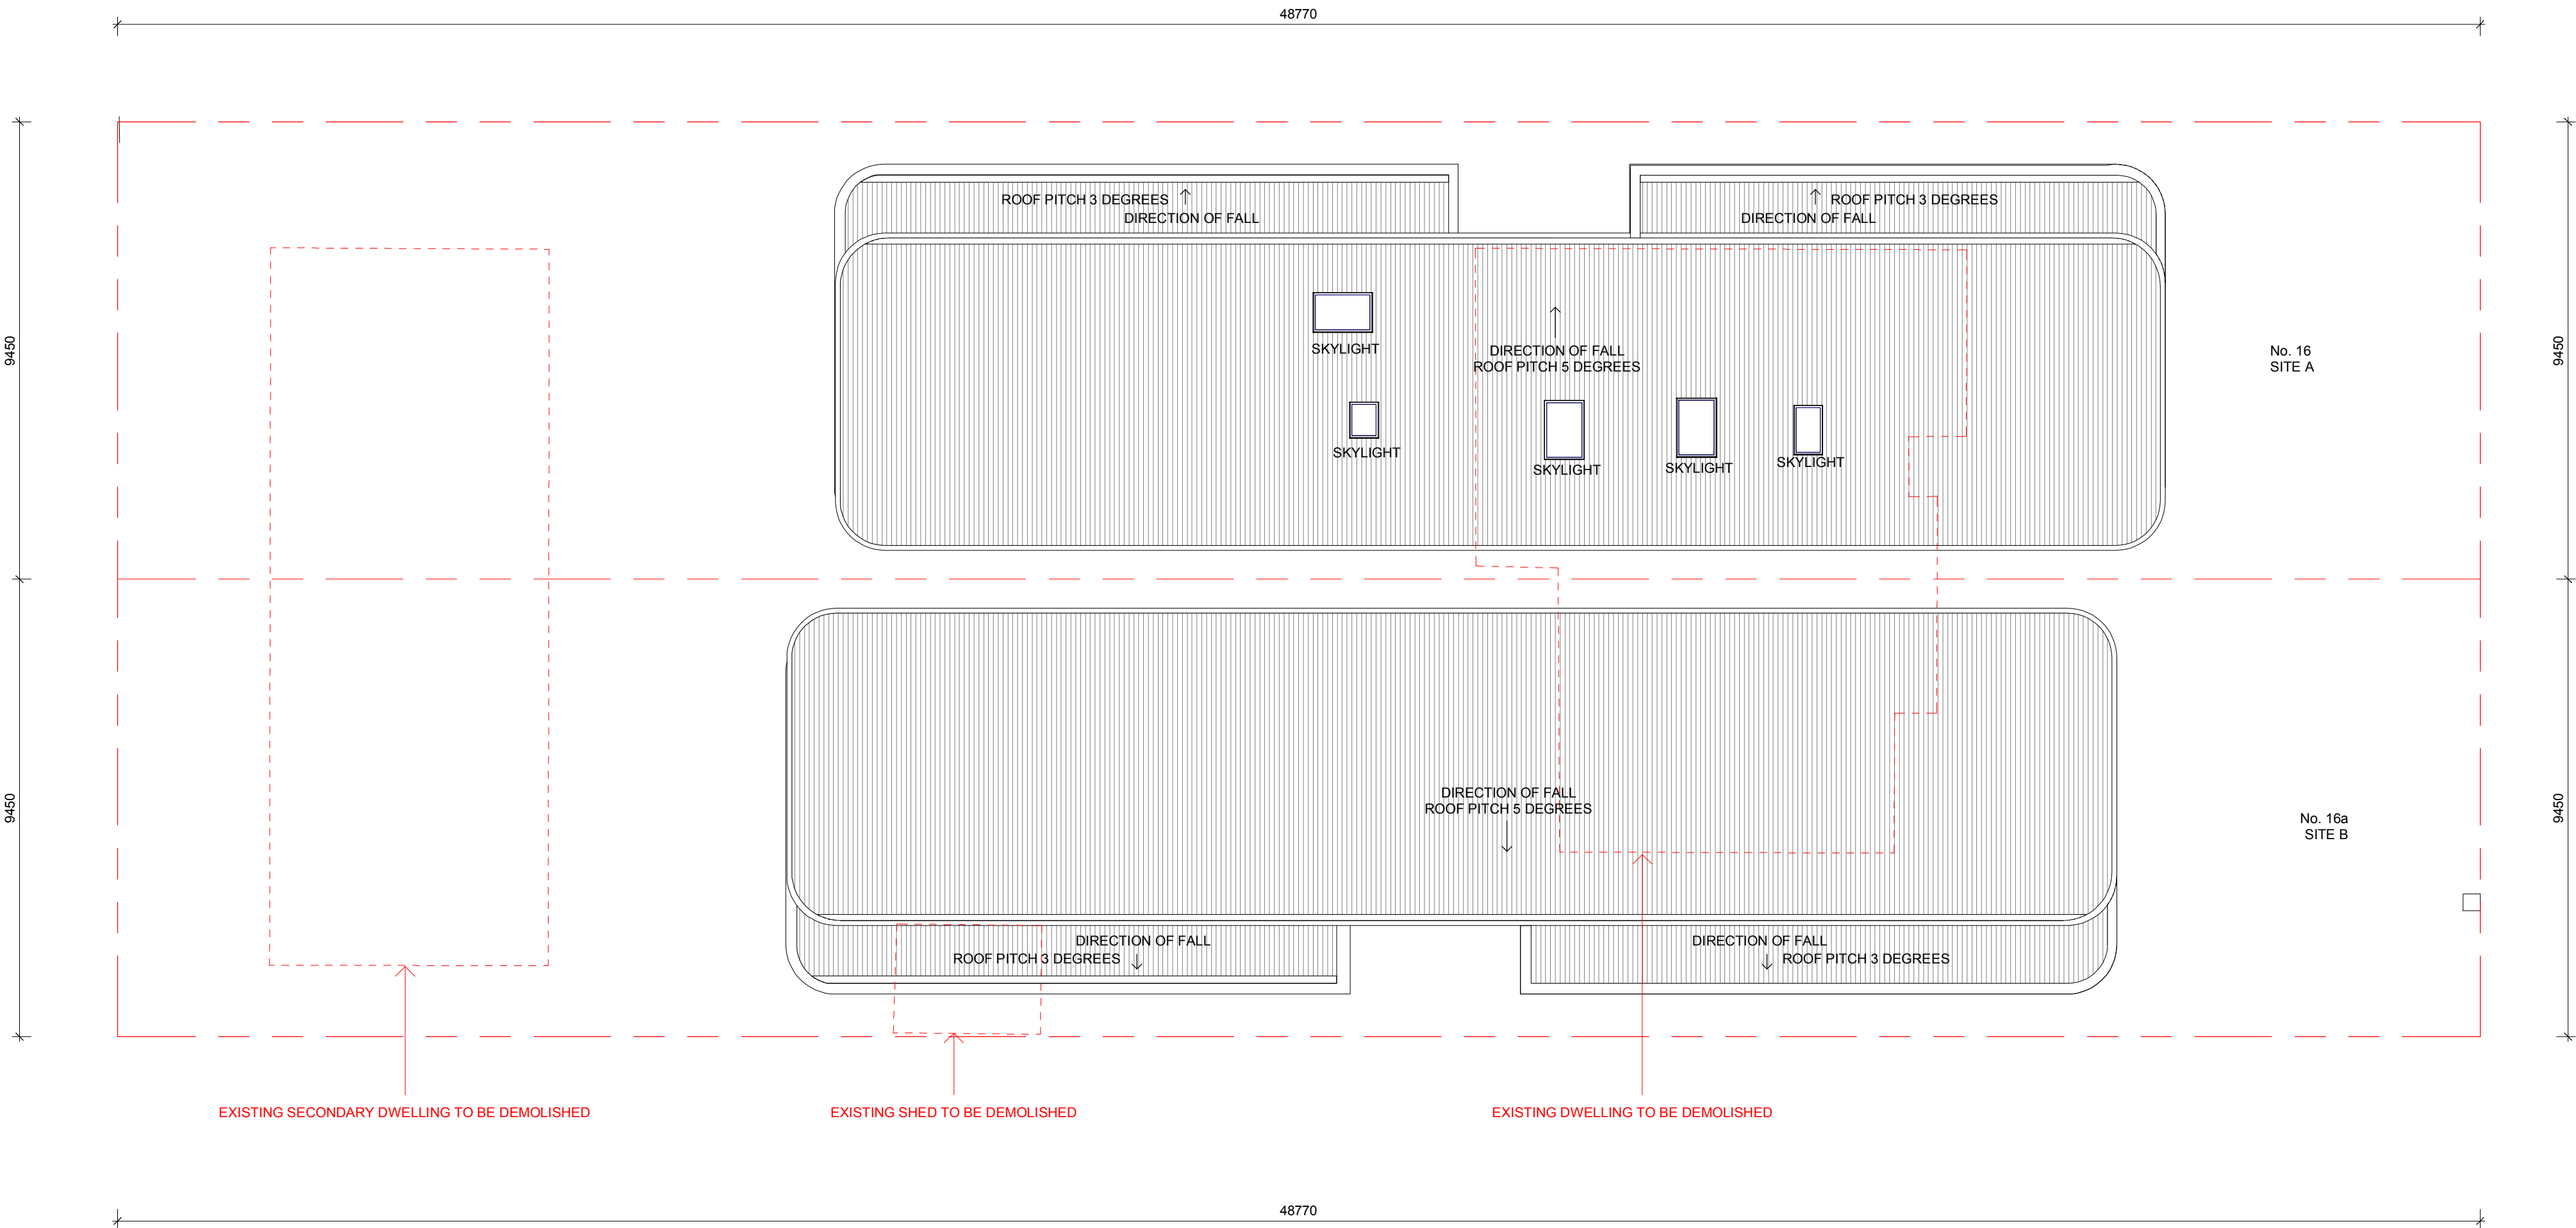 48770
ROOF PITCH 3 DEGREES
DIRECTION OF FALL
ROOF PITCH 3 DEGREES
DIRECTION OF FALL
9450
SKYLIGHT
DIRECTION OF FALL
ROOF PITCH 5 DEGREES
No. 16
SITE A
9450
SKYLIGHT
SKYLIGHT
SKYLIGHT
SKYLIGHT
9450
DIRECTION OF FALL
ROOF PITCH 5 DEGREES
No. 16a
SITE B
9450
DIRECTION OF FALL
ROOF PITCH 3 DEGREES
DIRECTION OF FALL
ROOF PITCH 3 DEGREES
EXISTING SECONDARY DWELLING TO BE DEMOLISHED
EXISTING SHED TO BE DEMOLISHED
EXISTING DWELLING TO BE DEMOLISHED
48770